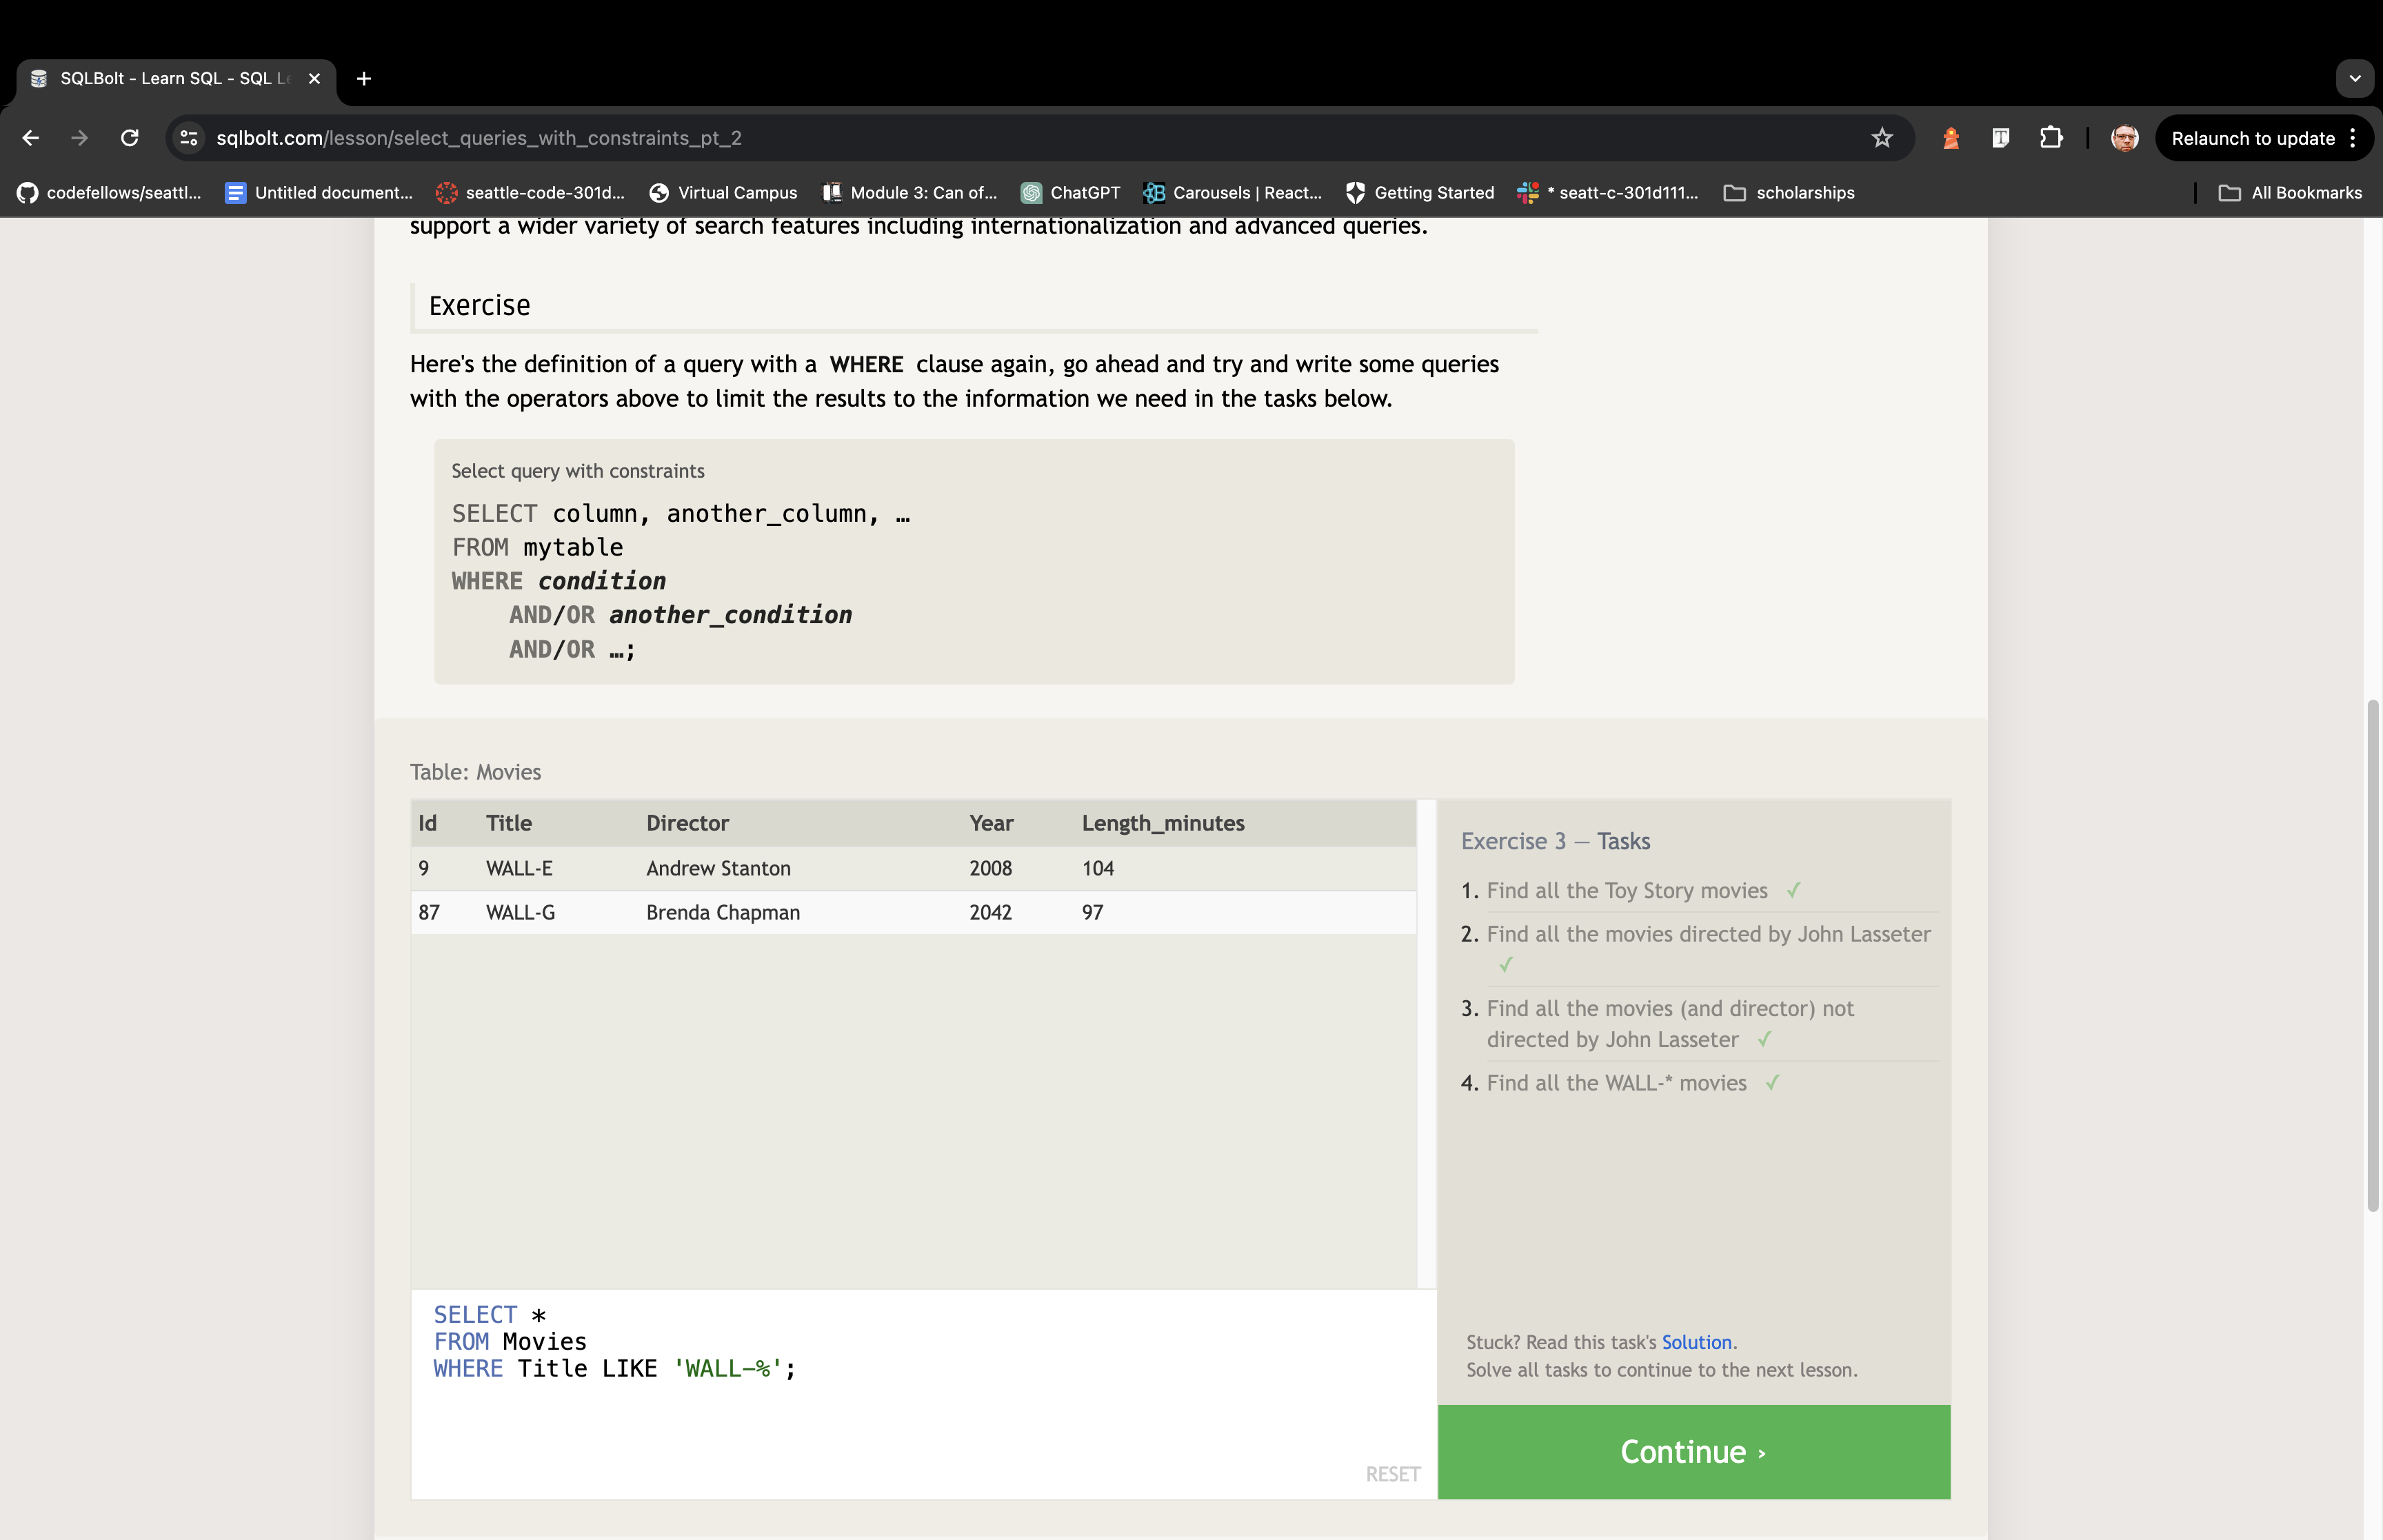 SQLBolt - Learn SQL - SQL Le
sqlbolt.com/lesson/select_queries_with_constraints_pt_2
Relaunch to update
codefellows/seattl...
Untitled document...
seattle-code-301d...
Virtual Campus
Module 3: Can of...
ChatGPT
Carousels | React...
Getting Started
* seatt-c-301d111...
scholarships
All Bookmarks
support a wider variety of search features including internationalization and advanced queries.
Exercise
Here's the definition of a query with a WHERE clause again, go ahead and try and write some queries
with the operators above to limit the results to the information we need in the tasks below.
Select query with constraints
SELECT column, another_column, …
FROM mytable
WHERE condition
AND/OR another_condition
AND/OR …;
Table: Movies
Id Title Director Year Length_minutes
9 WALL-E Andrew Stanton 2008 104
87 WALL-G Brenda Chapman 2042 97
Exercise 3 — Tasks
1. Find all the Toy Story movies ✓
2. Find all the movies directed by John Lasseter
✓
3. Find all the movies (and director) not
directed by John Lasseter ✓
4. Find all the WALL-* movies ✓
Stuck? Read this task's Solution.
Solve all tasks to continue to the next lesson.
Continue ›
SELECT *
FROM Movies
WHERE Title LIKE 'WALL-%';
RESET